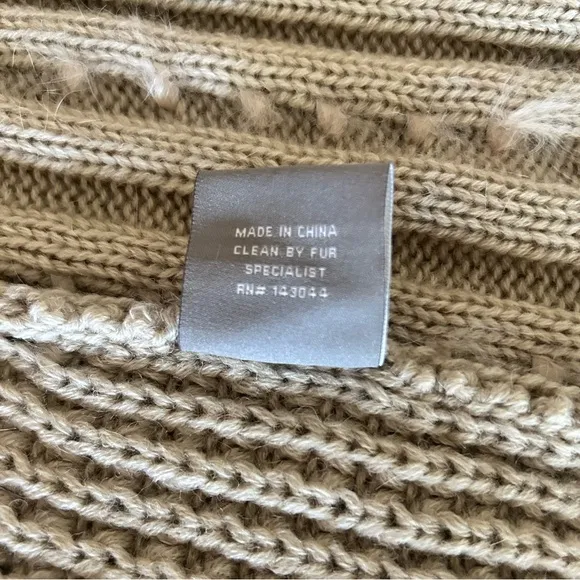 MADE IN CHINA
CLEAN BY FUR
SPECIALIST
RN# 143044